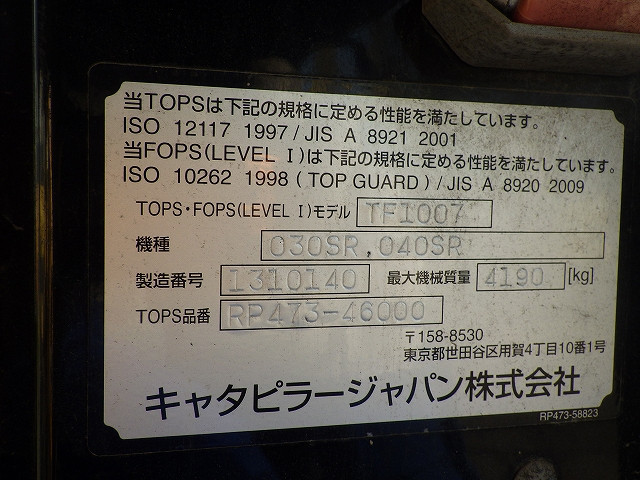 当TOPSは下記の規格に定める性能を満たしています。
ISO 12117 1997/JIS A 8921 2001
当FOPS(LEVEL I)は下記の規格に定める性能を満たしています。
ISO 10262 1998(TOP GUARD)/JIS A 8920 2009
TOPS・FOPS(LEVEL I)モデル TF1007
機種 030SR,040SR
製造番号 1310140 最大機械質量 4190 [kg]
TOPS品番 RP473-46000
〒158-8530
東京都世田谷区用賀4丁目10番1号
キャタピラージャパン株式会社
RP473-58823